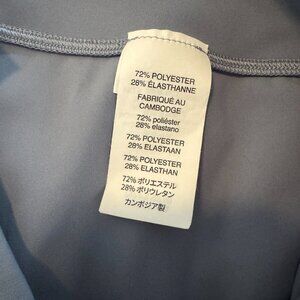 72% POLYESTER
28% ÉLASTHANNE
FABRIQUÉ AU
CAMBODGE
72% poliéster
28% elastano
72% POLYESTER
28% ELASTAAN
72% POLYESTER
28% ELASTHAN
72% ポリエステル
28% ポリウレタン
カンボジア製